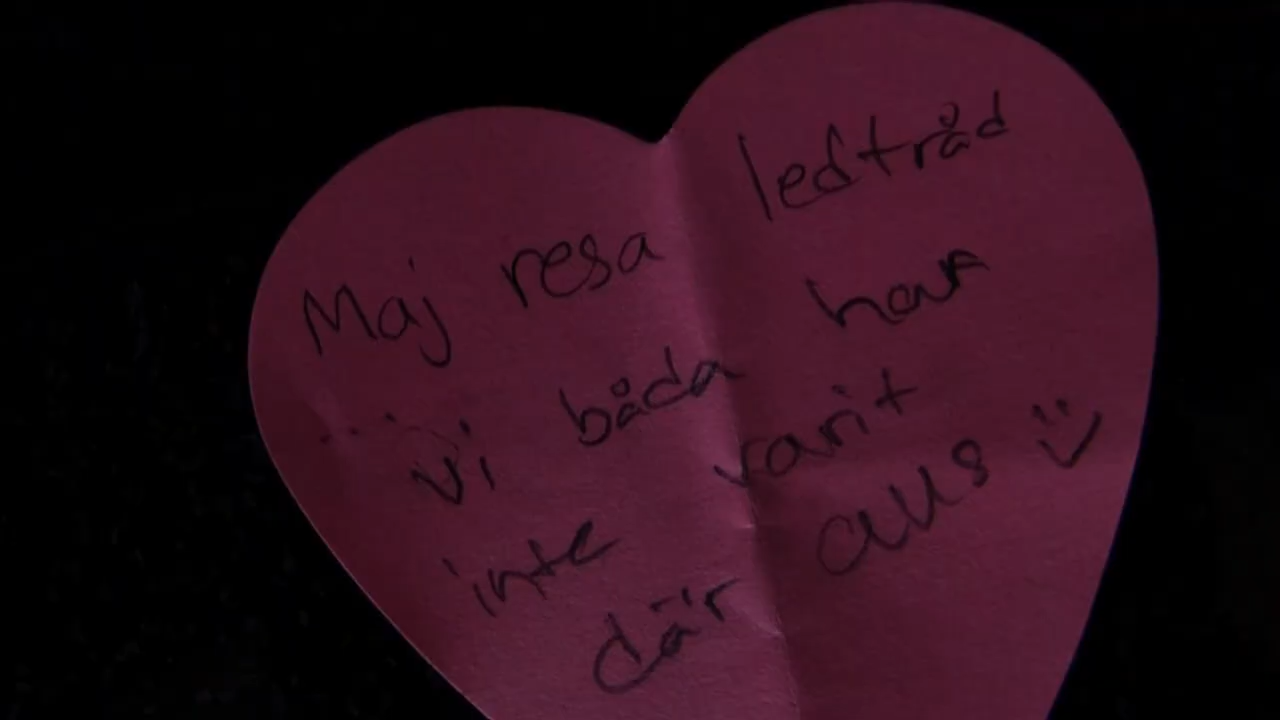 Maj resa ledtråd
... vi båda har
inte varit
där alls :)